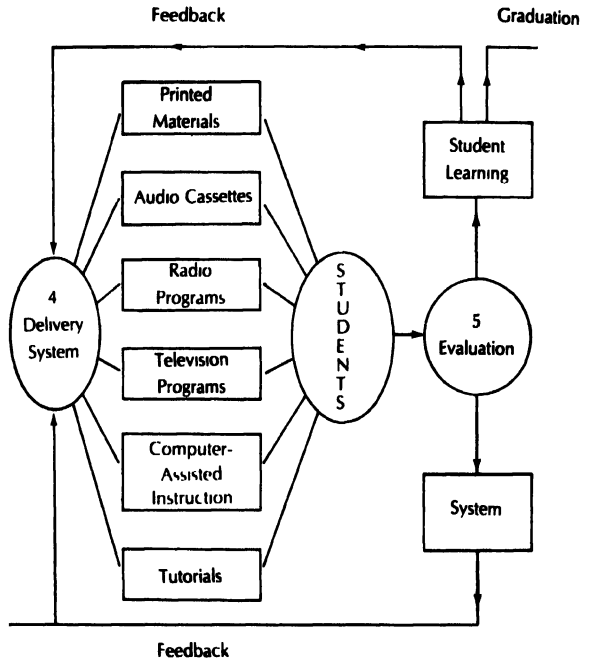 Feedback
Graduation
Printed
Materials
Audio Cassettes
Radio
Programs
Television
Programs
Computer-
Assisted
Instruction
Tutorials
4
Delivery
System
S
T
U
D
E
N
T
S
5
Evaluation
Student
Learning
System
Feedback